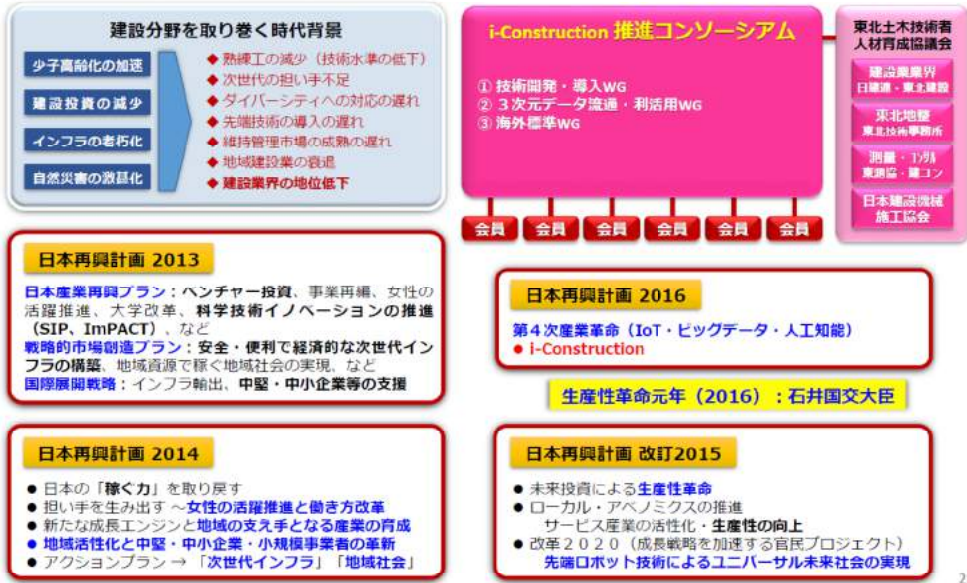 建設分野を取り巻く時代背景
少子高齢化の加速
建設投資の減少
インフラの老朽化
自然災害の激甚化
◆ 熟練工の減少（技術水準の低下）
◆ 次世代の担い手不足
◆ ダイバーシティへの対応の遅れ
◆ 先端技術の導入の遅れ
◆ 維持管理市場の成熟の遅れ
◆ 地域建設業の衰退
◆ 建設業界の地位低下
i-Construction 推進コンソーシアム
① 技術開発・導入WG
② ３次元データ流通・利活用WG
③ 海外標準WG
会員 会員 会員 会員 会員 会員
東北土木技術者
人材育成協議会
建設業業界
日建連・東北建設
東北地整
東北技術事務所
測量・コンサル
東測協・建コン
日本建設機械
施工協会
日本再興計画 2013
日本産業再興プラン：ベンチャー投資、事業再編、女性の
活躍推進、大学改革、科学技術イノベーションの推進
（SIP、ImPACT）、など
戦略的市場創造プラン：安全・便利で経済的な次世代イン
フラの構築、地域資源で稼ぐ地域社会の実現、など
国際展開戦略：インフラ輸出、中堅・中小企業等の支援
日本再興計画 2016
第４次産業革命（IoT・ビッグデータ・人工知能）
● i-Construction
生産性革命元年（2016）：石井国交大臣
日本再興計画 2014
● 日本の「稼ぐ力」を取り戻す
● 担い手を生み出す ～女性の活躍推進と働き方改革
● 新たな成長エンジンと地域の支え手となる産業の育成
● 地域活性化と中堅・中小企業・小規模事業者の革新
● アクションプラン → 「次世代インフラ」「地域社会」
日本再興計画 改訂2015
● 未来投資による生産性革命
● ローカル・アベノミクスの推進
サービス産業の活性化・生産性の向上
● 改革２０２０（成長戦略を加速する官民プロジェクト）
先端ロボット技術によるユニバーサル未来社会の実現
2